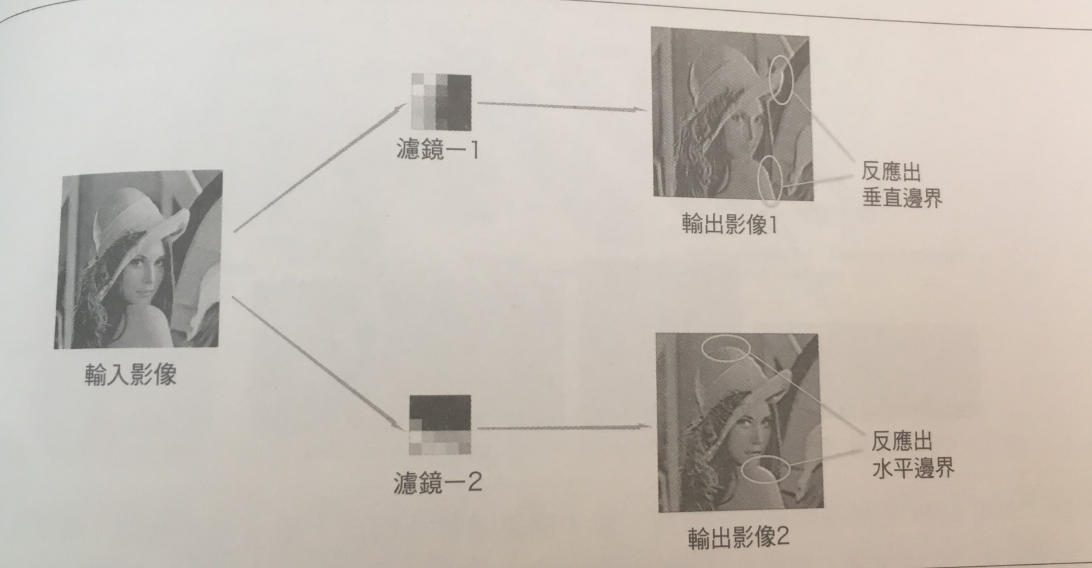 濾鏡一1
反應出
垂直邊界
輸出影像1
輸入影像
濾鏡一2
反應出
水平邊界
輸出影像2